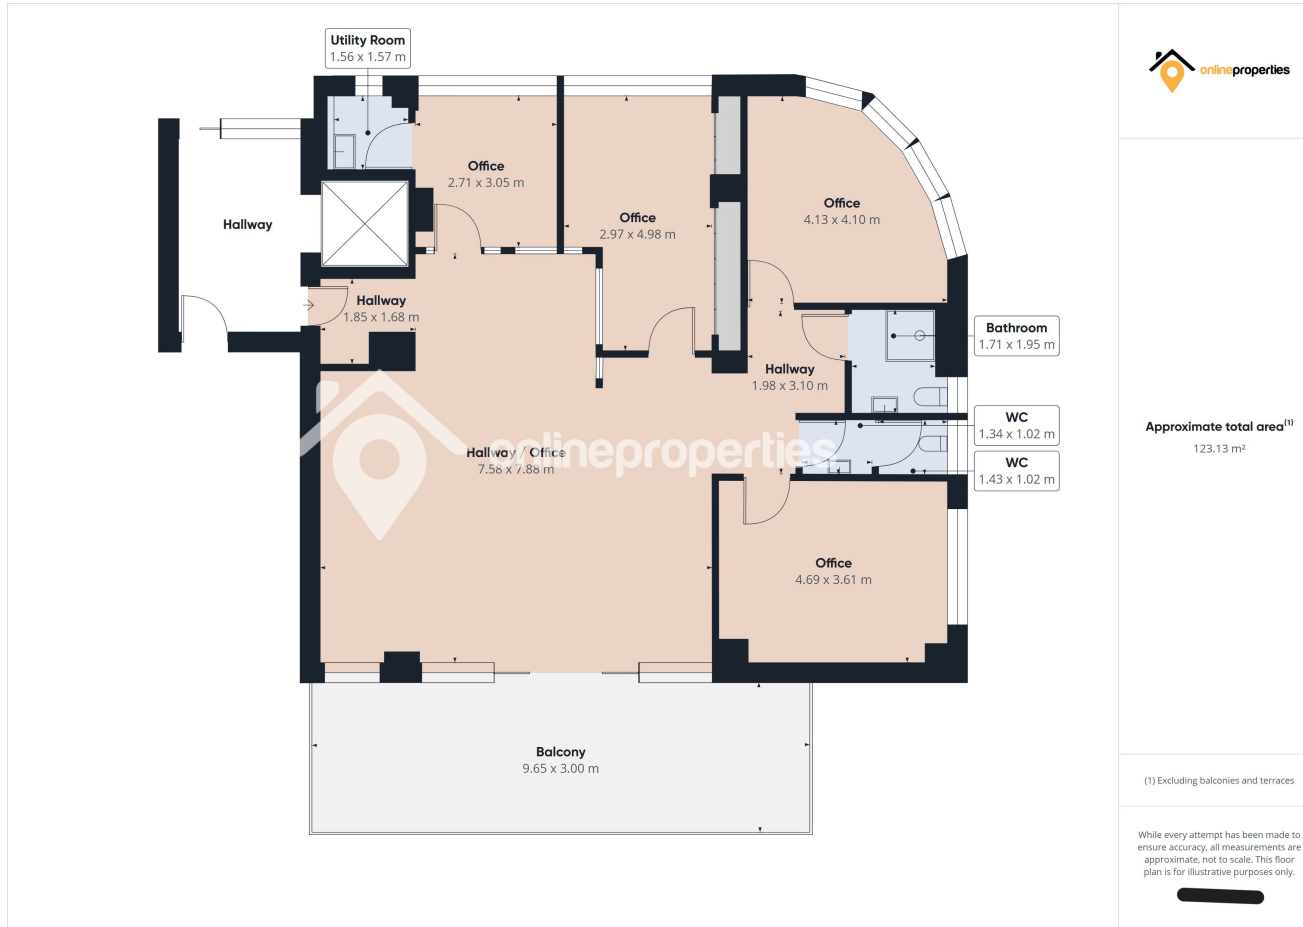 Utility Room
1.56 x 1.57 m
onlineproperties
Office
2.71 x 3.05 m
Office
2.97 x 4.98 m
Office
4.13 x 4.10 m
Hallway
Hallway
1.85 x 1.68 m
Bathroom
1.71 x 1.95 m
Hallway
1.98 x 3.10 m
WC
1.34 x 1.02 m
WC
1.43 x 1.02 m
Approximate total area(1)
123.13 m²
Hallway / Office
7.58 x 7.88 m
onlineproperties
Office
4.69 x 3.61 m
Balcony
9.65 x 3.00 m
(1) Excluding balconies and terraces
While every attempt has been made to
ensure accuracy, all measurements are
approximate, not to scale. This floor
plan is for illustrative purposes only.